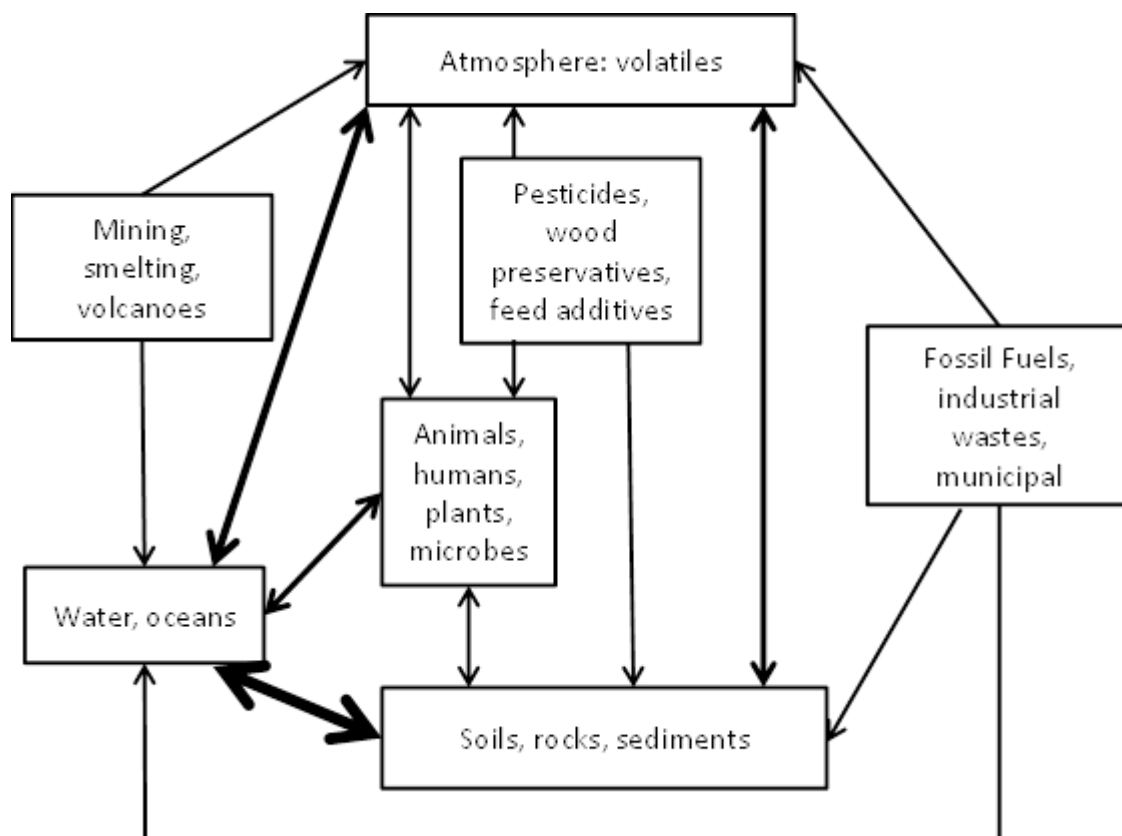 Atmosphere: volatiles
Pesticides,
wood
preservatives,
feed additives
Mining,
smelting,
volcanoes
Fossil Fuels,
industrial
wastes,
municipal
Animals,
humans,
plants,
microbes
Water, oceans
Soils, rocks, sediments